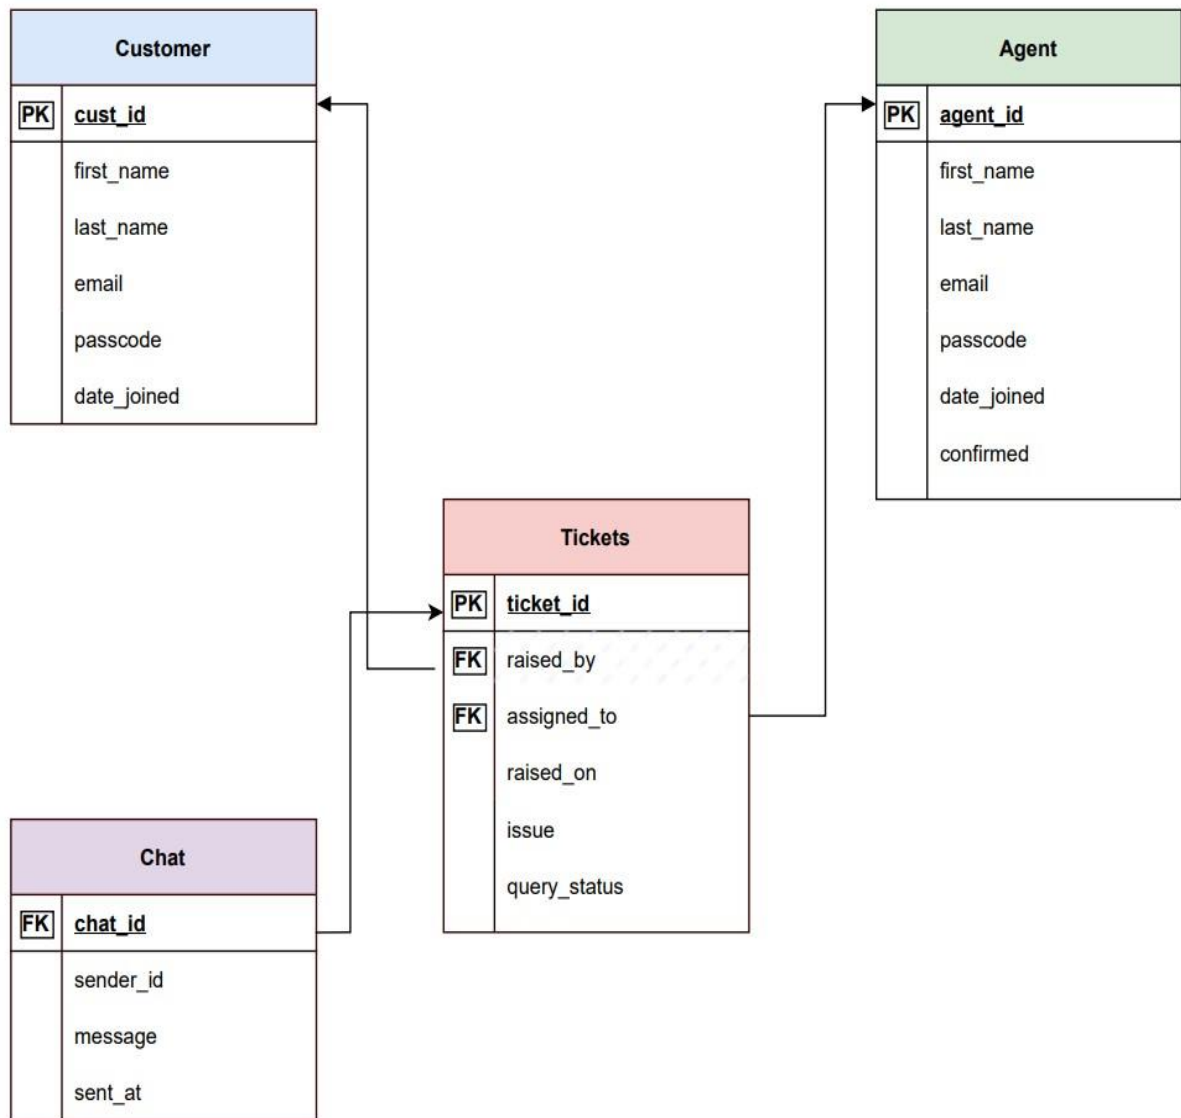 Customer
PK cust_id
first_name
last_name
email
passcode
date_joined
Agent
PK agent_id
first_name
last_name
email
passcode
date_joined
confirmed
Tickets
PK ticket_id
FK raised_by
FK assigned_to
raised_on
issue
query_status
Chat
FK chat_id
sender_id
message
sent_at